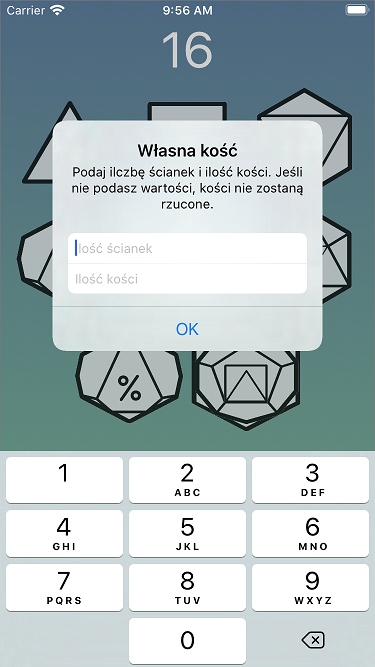 Carrier 9:56 AM
16
Własna kość
Podaj ilczbę ścianek i ilość kości. Jeśli
nie podasz wartości, kości nie zostaną
rzucone.
Ilość ścianek
Ilość kości
OK
%
1 2 3
ABC DEF
4 5 6
GHI JKL MNO
7 8 9
PQRS TUV WXYZ
0